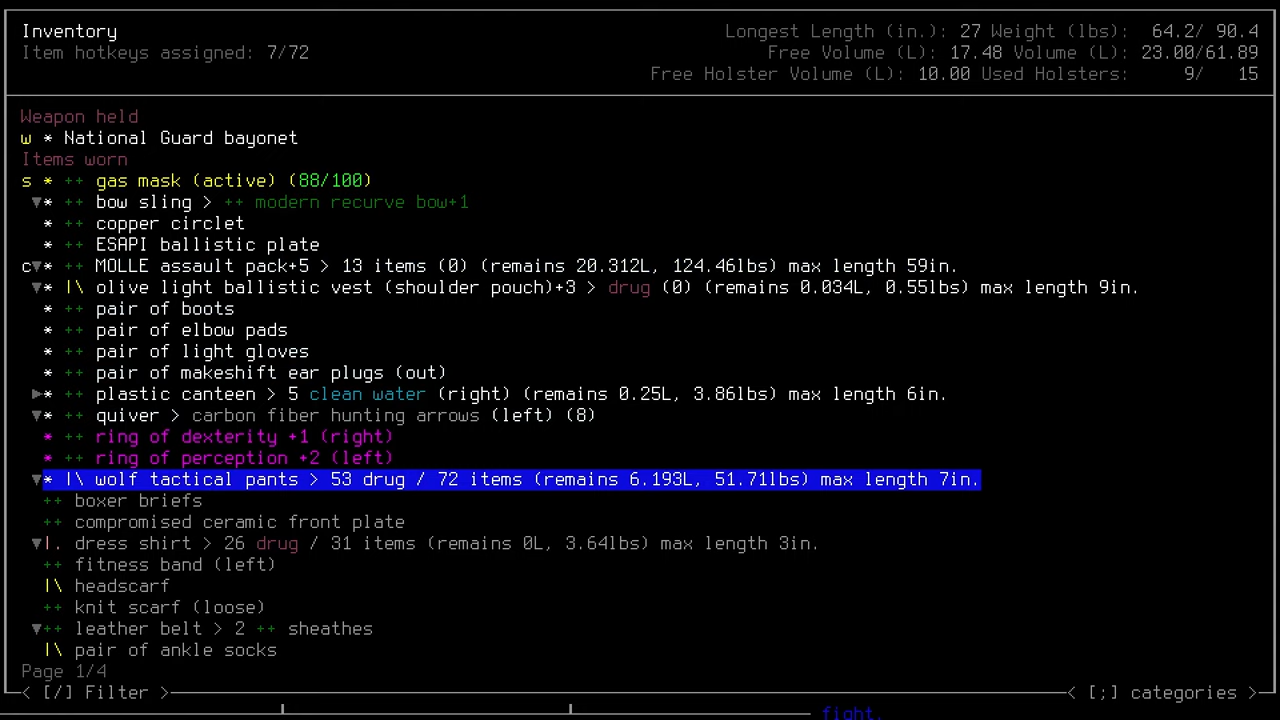 Inventory
Item hotkeys assigned: 7/72
Longest Length (in.): 27 Weight (lbs): 64.2/ 90.4
Free Volume (L): 17.48 Volume (L): 23.00/61.89
Free Holster Volume (L): 10.00 Used Holsters: 9/ 15
Weapon held
w * National Guard bayonet
Items worn
s * ++ gas mask (active) (88/100)
▼* ++ bow sling > ++ modern recurve bow+1
* ++ copper circlet
* ++ ESAPI ballistic plate
c▼* ++ MOLLE assault pack+5 > 13 items (0) (remains 20.312L, 124.46lbs) max length 59in.
▼* |\ olive light ballistic vest (shoulder pouch)+3 > drug (0) (remains 0.034L, 0.55lbs) max length 9in.
* ++ pair of boots
* ++ pair of elbow pads
* ++ pair of light gloves
* ++ pair of makeshift ear plugs (out)
▶* ++ plastic canteen > 5 clean water (right) (remains 0.25L, 3.86lbs) max length 6in.
▼* ++ quiver > carbon fiber hunting arrows (left) (8)
* ++ ring of dexterity +1 (right)
* ++ ring of perception +2 (left)
▼* |\ wolf tactical pants > 53 drug / 72 items (remains 6.193L, 51.71lbs) max length 7in.
++ boxer briefs
++ compromised ceramic front plate
▼|. dress shirt > 26 drug / 31 items (remains 0L, 3.64lbs) max length 3in.
++ fitness band (left)
|\ headscarf
++ knit scarf (loose)
▼++ leather belt > 2 ++ sheathes
|\ pair of ankle socks
Page 1/4
< [/] Filter >
< [;] categories >
fight.